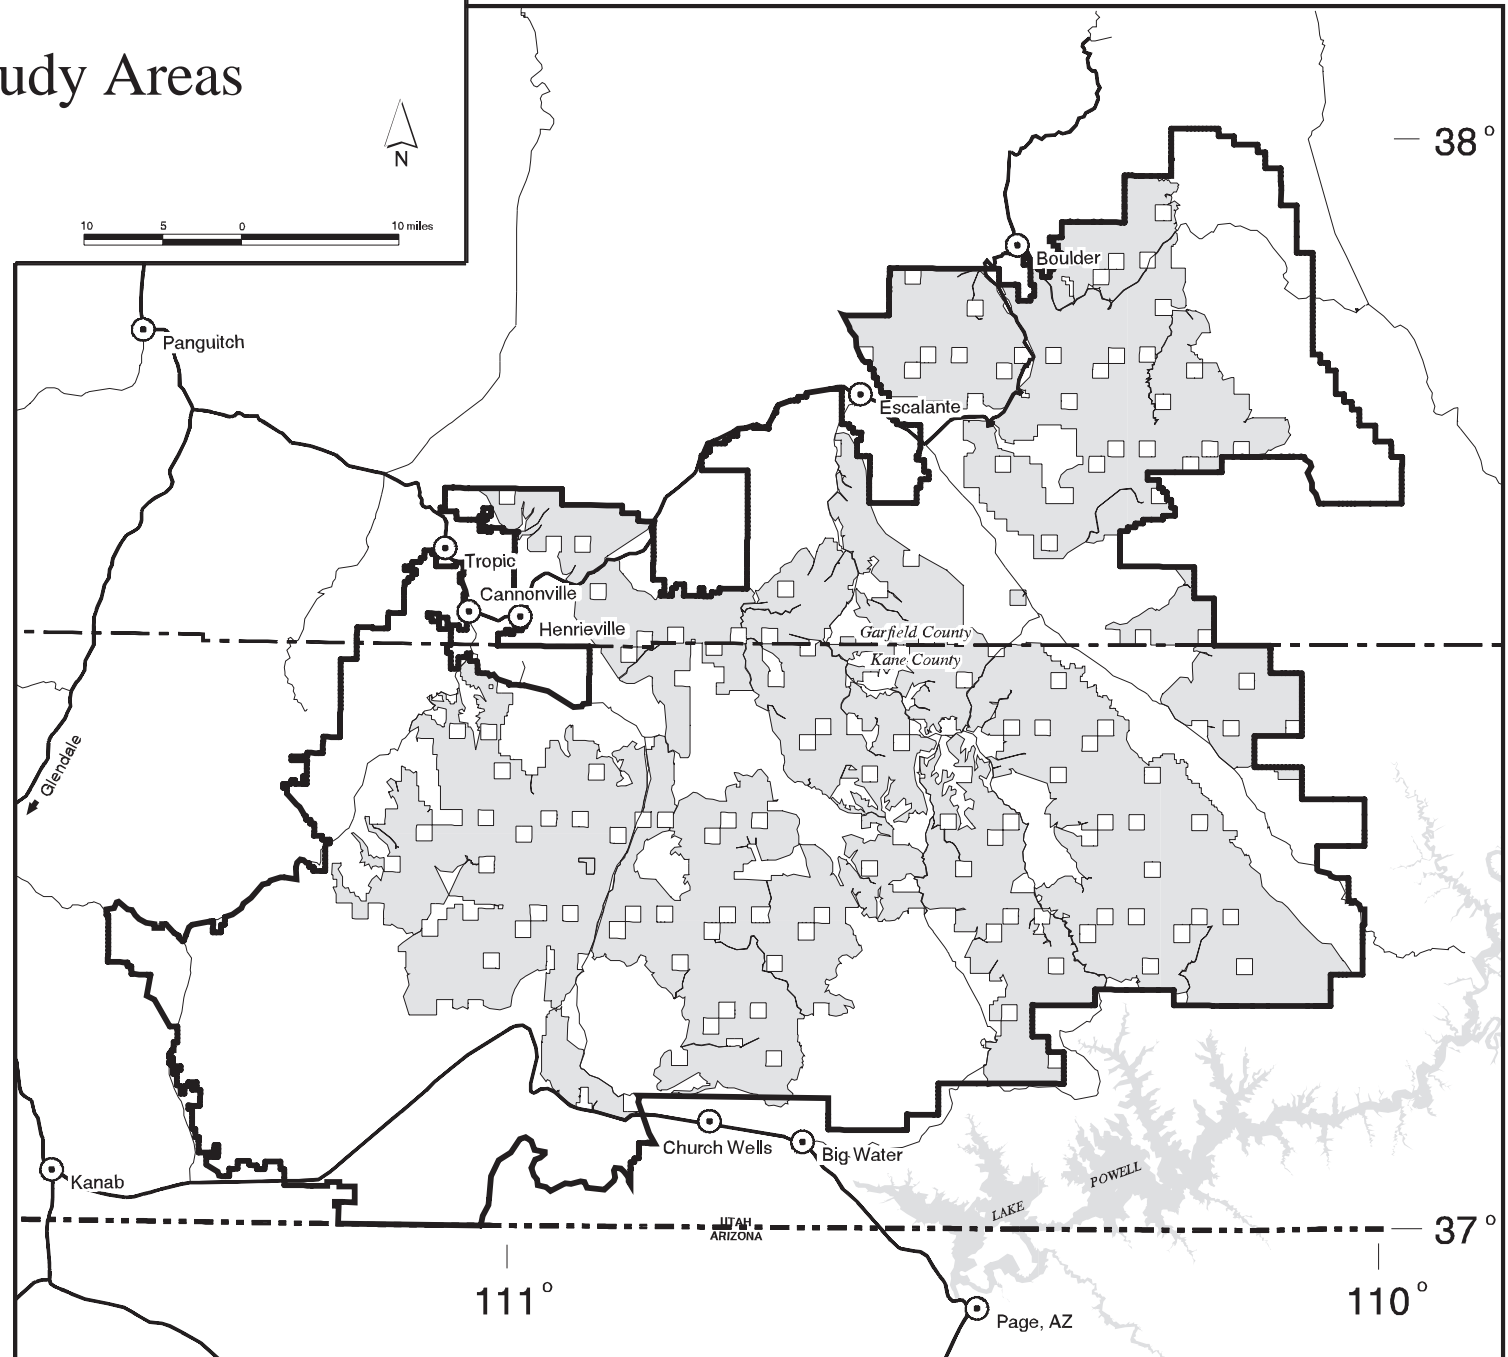 udy Areas
N
10 5 0 10 miles
38°
Boulder
Panguitch
Escalante
Tropic
Cannonville
Henrieville
Garfield County
Kane County
Glendale
Church Wells
Big Water
Kanab
LAKE POWELL
UTAH
ARIZONA
37°
111°
110°
Page, AZ